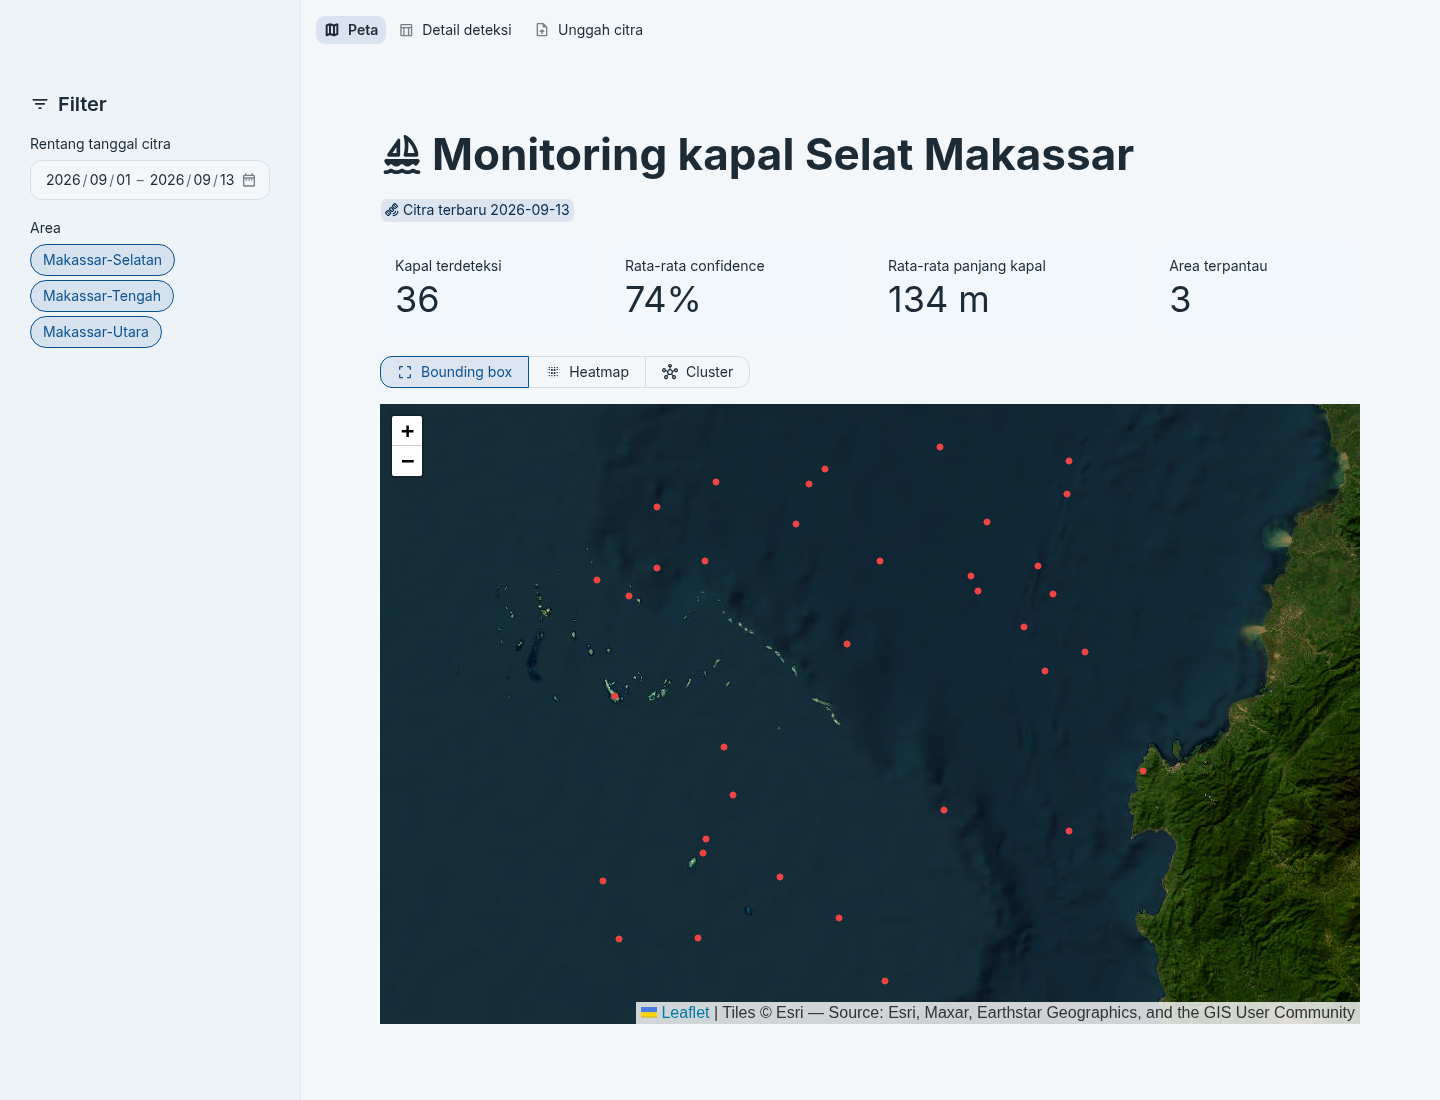 Peta
Detail deteksi
Unggah citra
Filter
Rentang tanggal citra
2026/09/01 – 2026/09/13
Area
Makassar-Selatan
Makassar-Tengah
Makassar-Utara
Monitoring kapal Selat Makassar
Citra terbaru 2026-09-13
Kapal terdeteksi
36
Rata-rata confidence
74%
Rata-rata panjang kapal
134 m
Area terpantau
3
Bounding box
Heatmap
Cluster
+
−
Leaflet | Tiles © Esri — Source: Esri, Maxar, Earthstar Geographics, and the GIS User Community